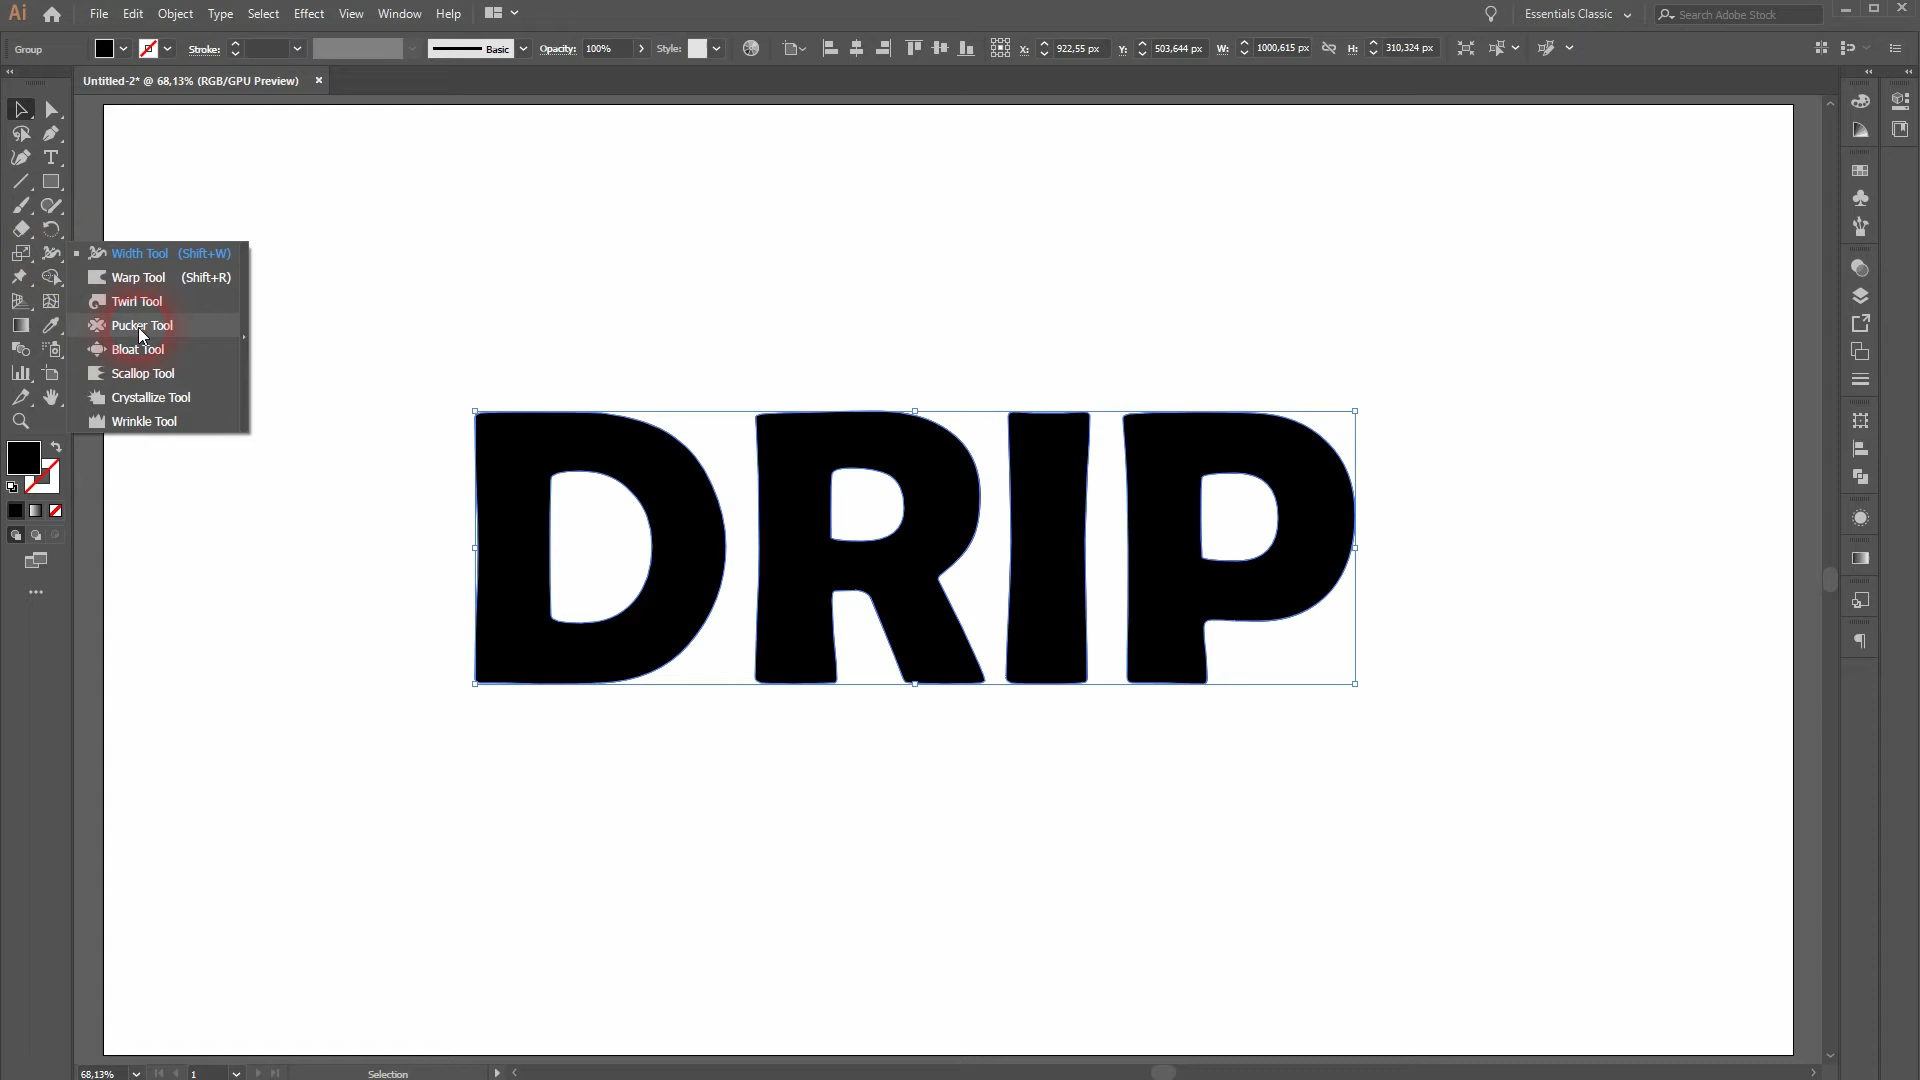 Ai File Edit Object Type Select Effect View Window Help Essentials Classic Search Adobe Stock
Group Stroke: Basic Opacity: 100% Style: X: 922,55 px Y: 503,644 px W: 1000,615 px H: 310,324 px
Untitled-2* @ 68,13% (RGB/GPU Preview) ×
Width Tool (Shift+W)
Warp Tool (Shift+R)
Twirl Tool
Pucker Tool
Bloat Tool
Scallop Tool
Crystallize Tool
Wrinkle Tool
DRIP
68,13% 1 Selection